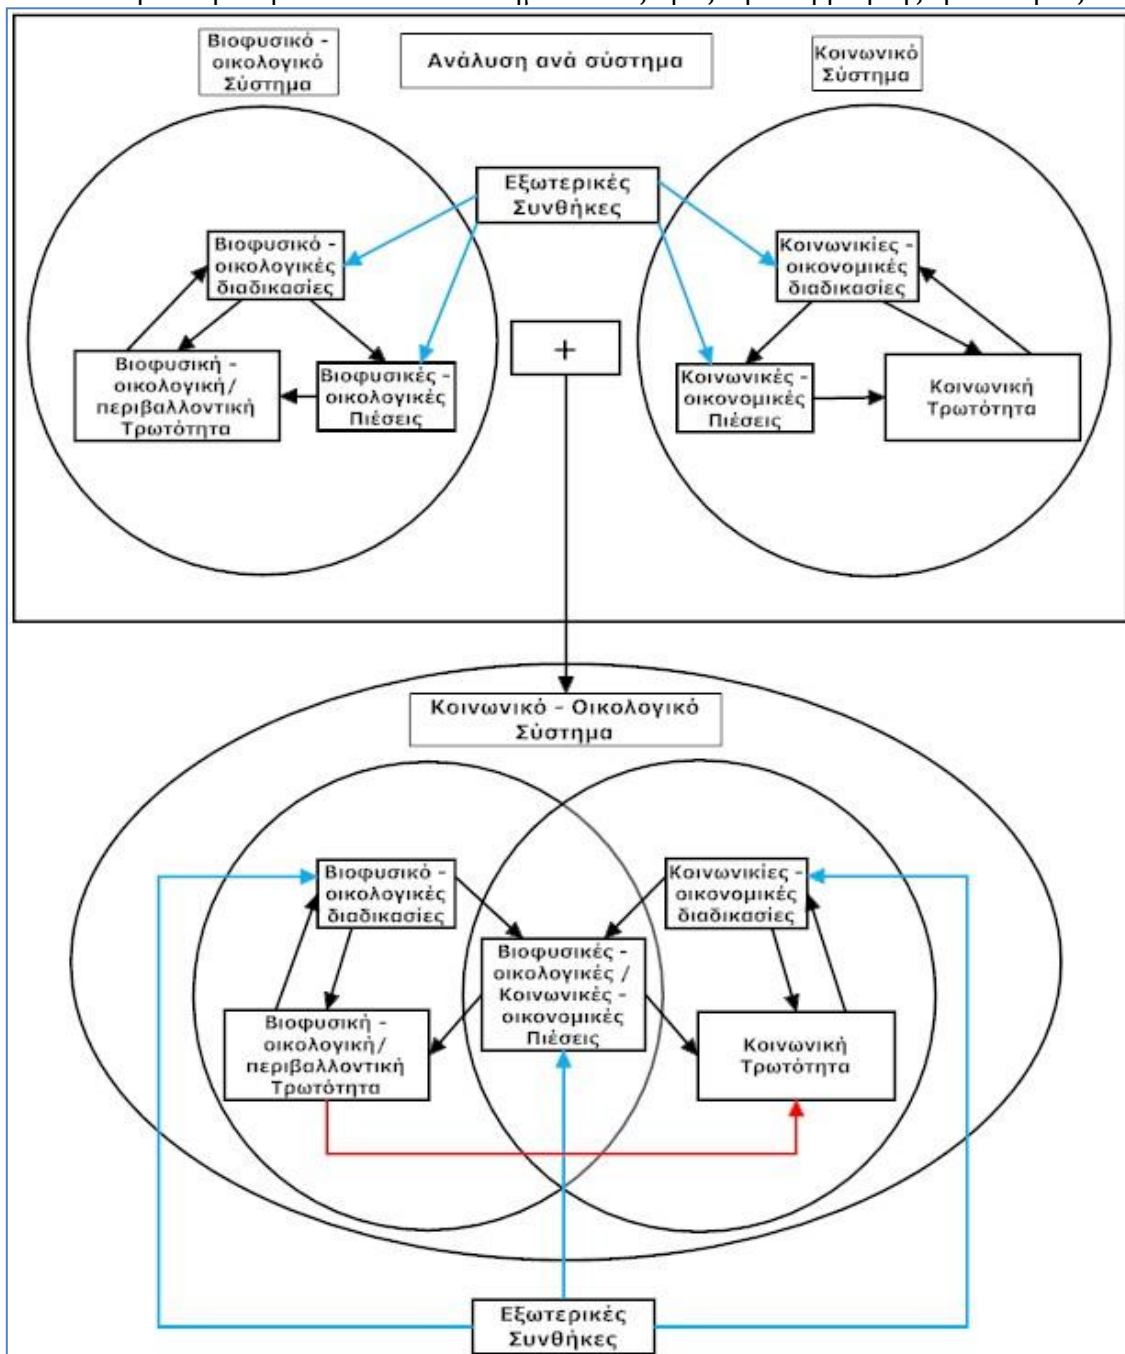 Βιοφυσικό -
οικολογικό
Σύστημα
Ανάλυση ανά σύστημα
Κοινωνικό
Σύστημα
Εξωτερικές
Συνθήκες
Βιοφυσικό -
οικολογικές
διαδικασίες
Κοινωνικίες -
οικονομικές
διαδικασίες
+
Βιοφυσική -
οικολογική/
περιβαλλοντική
Τρωτότητα
Βιοφυσικές -
οικολογικές
Πιέσεις
Κοινωνικές -
οικονομικές
Πιέσεις
Κοινωνική
Τρωτότητα
Κοινωνικό - Οικολογικό
Σύστημα
Βιοφυσικό -
οικολογικές
διαδικασίες
Κοινωνικίες -
οικονομικές
διαδικασίες
Βιοφυσικές -
οικολογικές /
Κοινωνικές -
οικονομικές
Πιέσεις
Βιοφυσική -
οικολογική/
περιβαλλοντική
Τρωτότητα
Κοινωνική
Τρωτότητα
Εξωτερικές
Συνθήκες